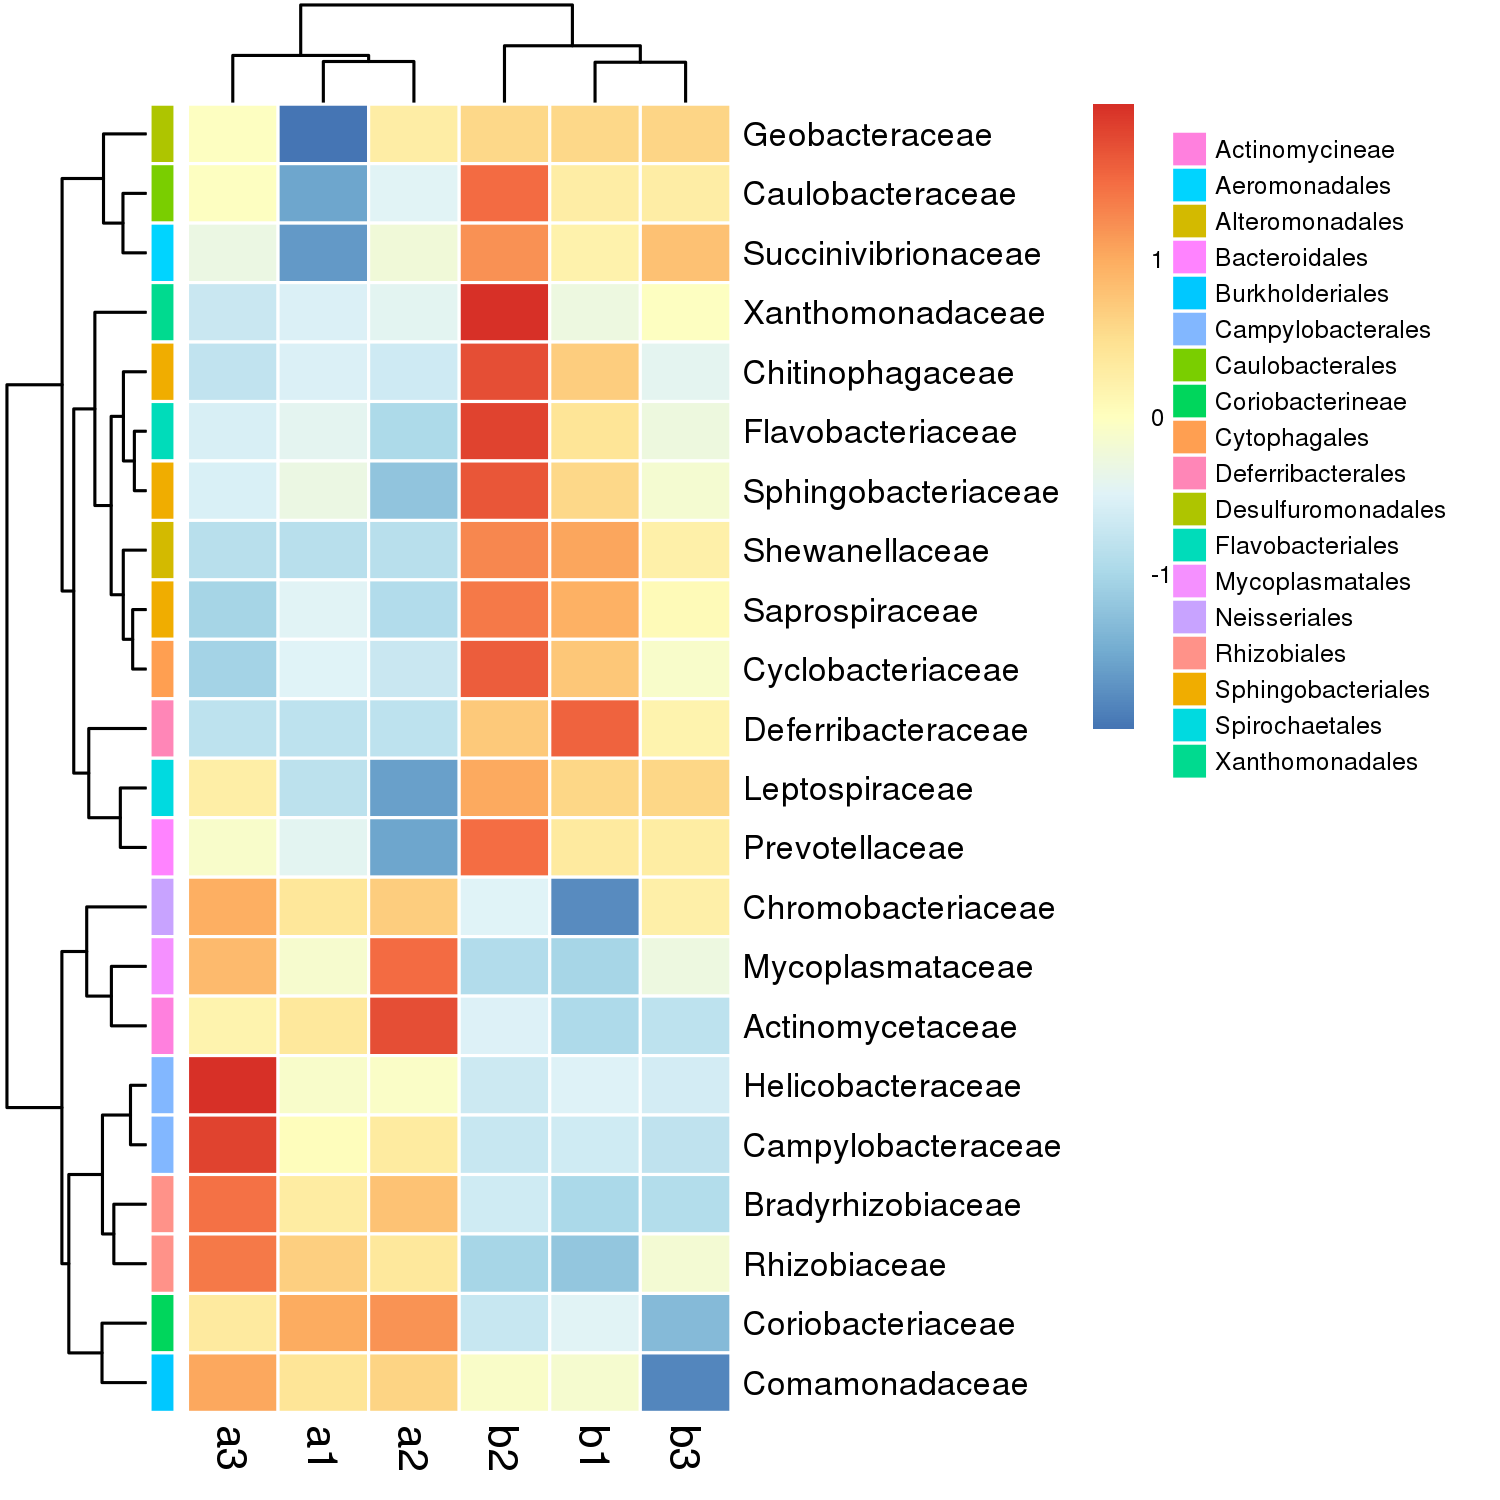 Geobacteraceae
Caulobacteraceae
Succinivibrionaceae
Xanthomonadaceae
Chitinophagaceae
Flavobacteriaceae
Sphingobacteriaceae
Shewanellaceae
Saprospiraceae
Cyclobacteriaceae
Deferribacteraceae
Leptospiraceae
Prevotellaceae
Chromobacteriaceae
Mycoplasmataceae
Actinomycetaceae
Helicobacteraceae
Campylobacteraceae
Bradyrhizobiaceae
Rhizobiaceae
Coriobacteriaceae
Comamonadaceae
a3
a1
a2
b2
b1
b3
1
0
-1
Actinomycineae
Aeromonadales
Alteromonadales
Bacteroidales
Burkholderiales
Campylobacterales
Caulobacterales
Coriobacterineae
Cytophagales
Deferribacterales
Desulfuromonadales
Flavobacteriales
Mycoplasmatales
Neisseriales
Rhizobiales
Sphingobacteriales
Spirochaetales
Xanthomonadales